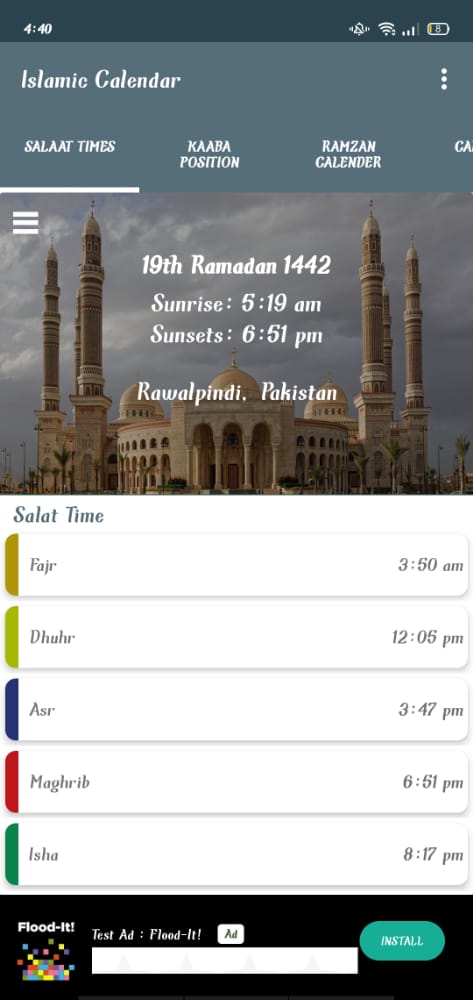 4:40
8
Islamic Calendar
SALAAT TIMES
KAABA
POSITION
RAMZAN
CALENDER
CA
19th Ramadan 1442
Sunrise: 5:19 am
Sunsets: 6:51 pm
Rawalpindi, Pakistan
Salat Time
Fajr 3:50 am
Dhuhr 12:05 pm
Asr 3:47 pm
Maghrib 6:51 pm
Isha 8:17 pm
Flood-It!
Test Ad : Flood-It! Ad
INSTALL